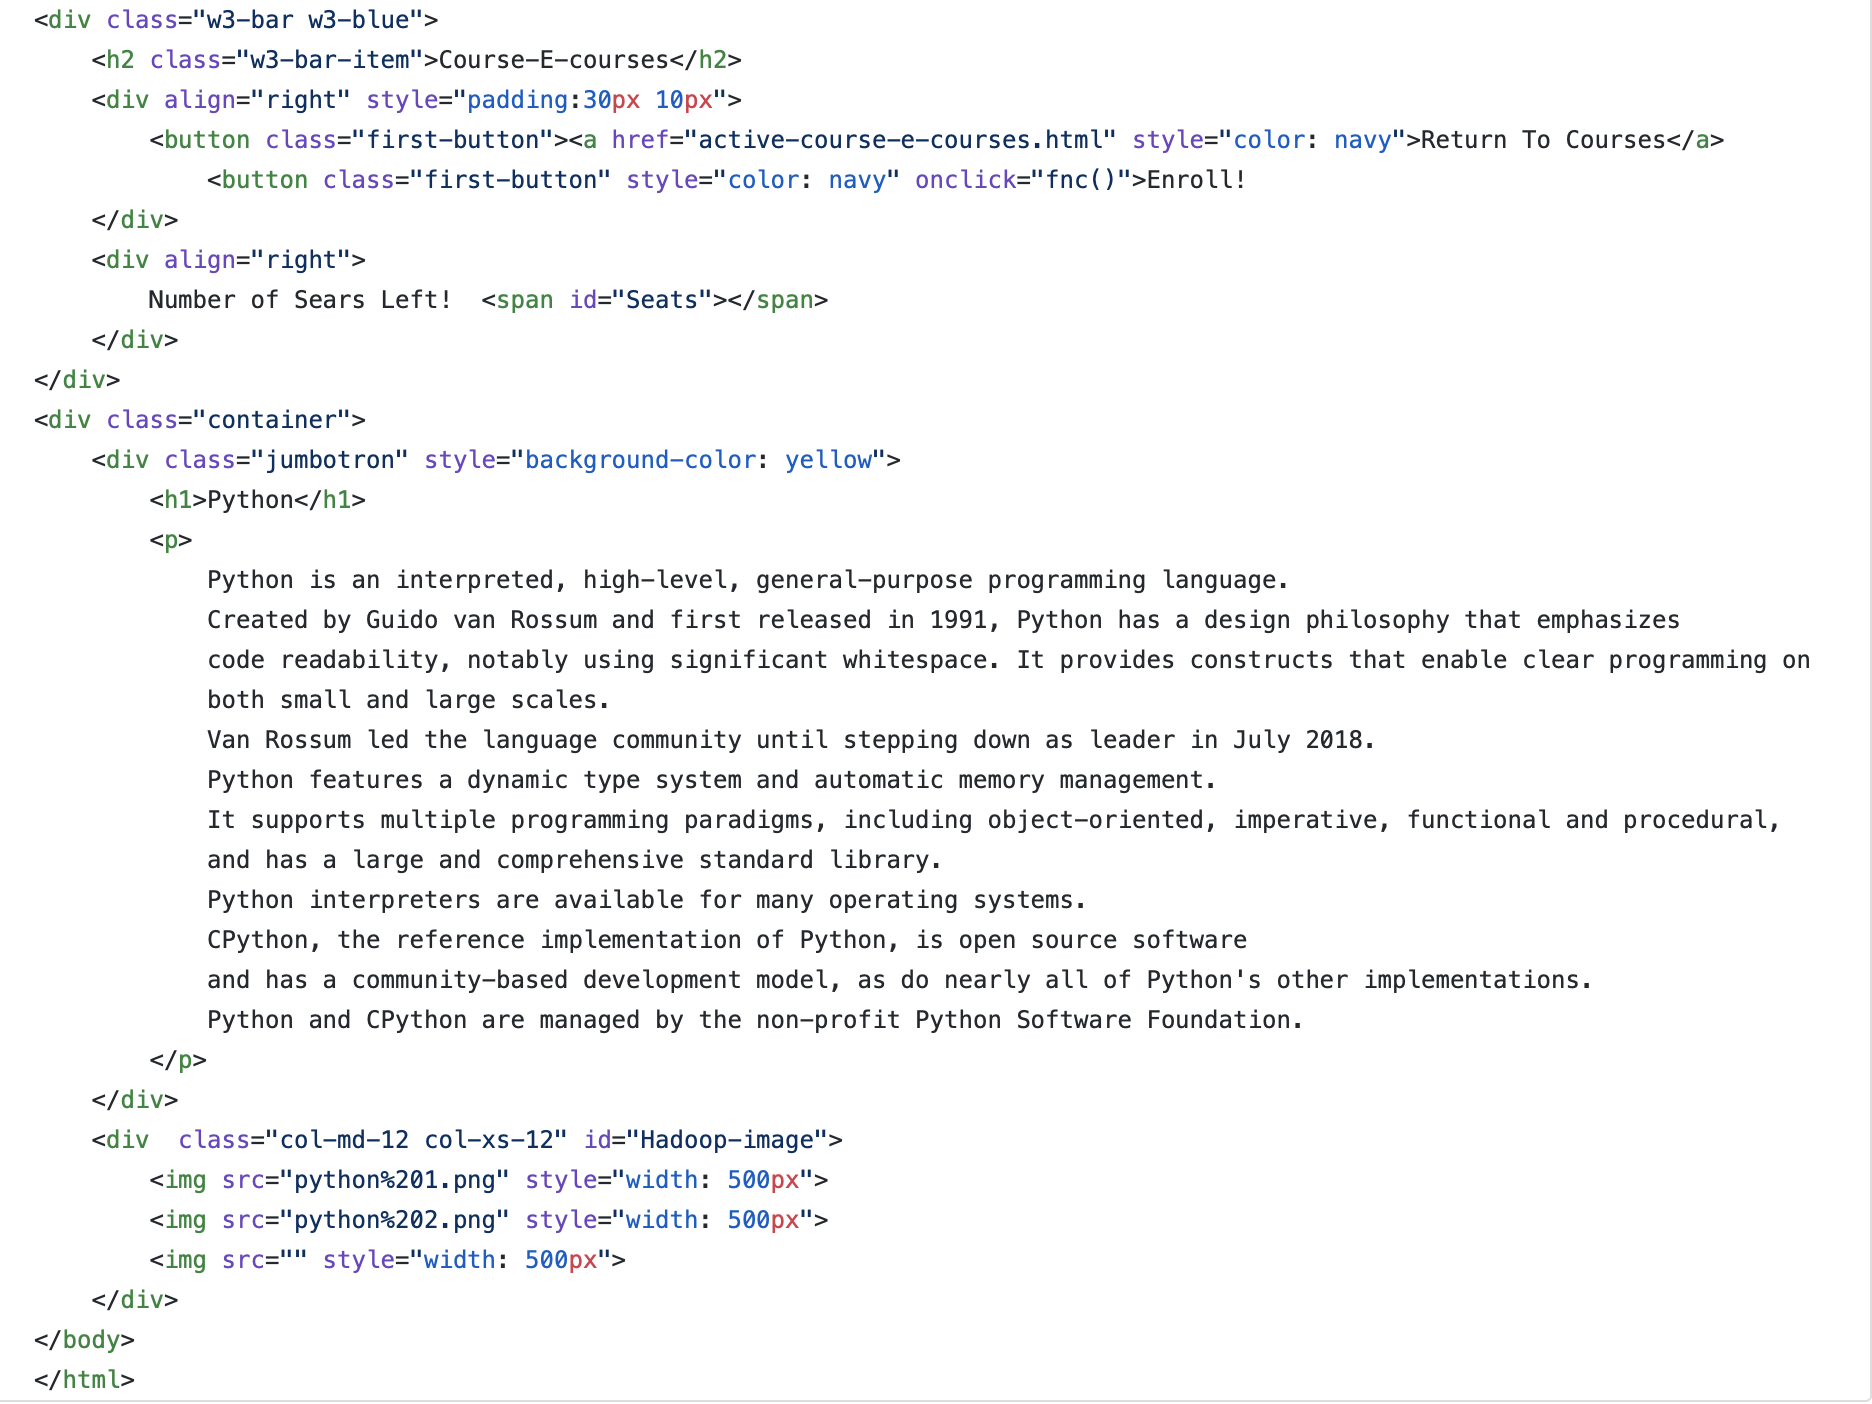 <div class="w3-bar w3-blue">
    <h2 class="w3-bar-item">Course-E-courses</h2>
    <div align="right" style="padding:30px 10px">
        <button class="first-button"><a href="active-course-e-courses.html" style="color: navy">Return To Courses</a>
            <button class="first-button" style="color: navy" onclick="fnc()">Enroll!
    </div>
    <div align="right">
        Number of Sears Left!  <span id="Seats"></span>
    </div>
</div>
<div class="container">
    <div class="jumbotron" style="background-color: yellow">
        <h1>Python</h1>
        <p>
            Python is an interpreted, high-level, general-purpose programming language.
            Created by Guido van Rossum and first released in 1991, Python has a design philosophy that emphasizes
            code readability, notably using significant whitespace. It provides constructs that enable clear programming on
            both small and large scales.
            Van Rossum led the language community until stepping down as leader in July 2018.
            Python features a dynamic type system and automatic memory management.
            It supports multiple programming paradigms, including object-oriented, imperative, functional and procedural,
            and has a large and comprehensive standard library.
            Python interpreters are available for many operating systems.
            CPython, the reference implementation of Python, is open source software
            and has a community-based development model, as do nearly all of Python's other implementations.
            Python and CPython are managed by the non-profit Python Software Foundation.
        </p>
    </div>
    <div  class="col-md-12 col-xs-12" id="Hadoop-image">
        <img src="python%201.png" style="width: 500px">
        <img src="python%202.png" style="width: 500px">
        <img src="" style="width: 500px">
    </div>
</body>
</html>